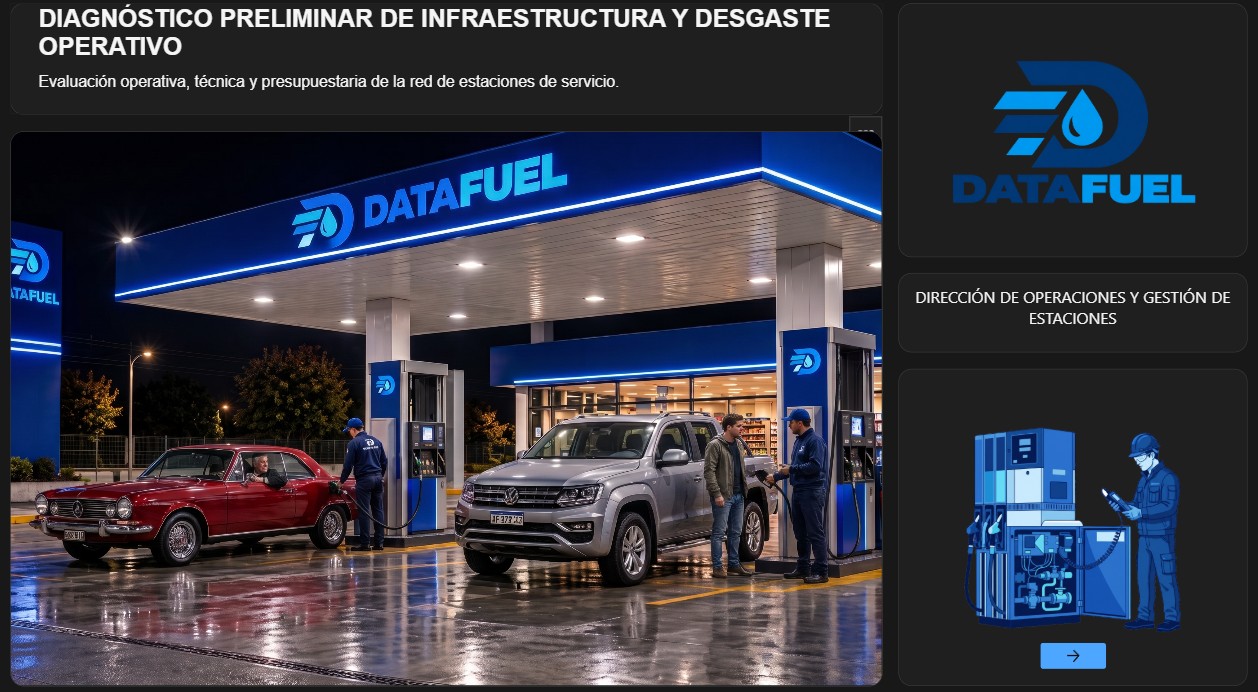 DIAGNÓSTICO PRELIMINAR DE INFRAESTRUCTURA Y DESGASTE
OPERATIVO
Evaluación operativa, técnica y presupuestaria de la red de estaciones de servicio.
DATAFUEL
DATAFUEL
DATAFUEL
DIRECCIÓN DE OPERACIONES Y GESTIÓN DE
ESTACIONES